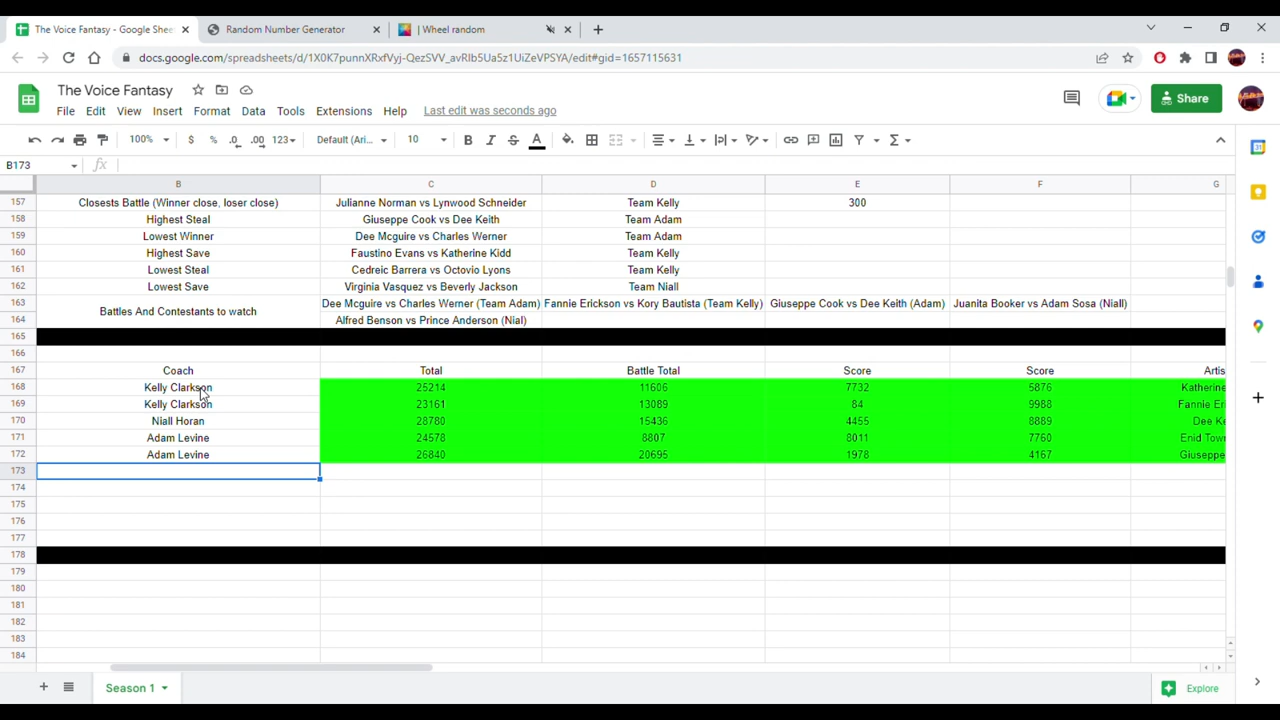 The Voice Fantasy - Google Shee
Random Number Generator
| Wheel random
docs.google.com/spreadsheets/d/1X0K7punnXRxfVyj-QezSVV_avRIb5Ua5z1UiZeVPSYA/edit#gid=1657115631
The Voice Fantasy
File Edit View Insert Format Data Tools Extensions Help Last edit was seconds ago
Share
100% $ % .0 .00 123 Default (Ari... 10 B I S A
B173 fx
B C D E F G
157 Closests Battle (Winner close, loser close) Julianne Norman vs Lynwood Schneider Team Kelly 300
158 Highest Steal Giuseppe Cook vs Dee Keith Team Adam
159 Lowest Winner Dee Mcguire vs Charles Werner Team Adam
160 Highest Save Faustino Evans vs Katherine Kidd Team Kelly
161 Lowest Steal Cedreic Barrera vs Octovio Lyons Team Kelly
162 Lowest Save Virginia Vasquez vs Beverly Jackson Team Niall
163 Battles And Contestants to watch Dee Mcguire vs Charles Werner (Team Adam) Fannie Erickson vs Kory Bautista (Team Kelly) Giuseppe Cook vs Dee Keith (Adam) Juanita Booker vs Adam Sosa (Niall)
164 Alfred Benson vs Prince Anderson (Nial)
165
166
167 Coach Total Battle Total Score Score Artis
168 Kelly Clarkson 25214 11606 7732 5876 Katherine
169 Kelly Clarkson 23161 13089 84 9988 Fannie Eri
170 Niall Horan 28780 15436 4455 8889 Dee Ke
171 Adam Levine 24578 8807 8011 7760 Enid Town
172 Adam Levine 26840 20695 1978 4167 Giuseppe
173
174
175
176
177
178
179
180
181
182
183
184
Season 1
Explore